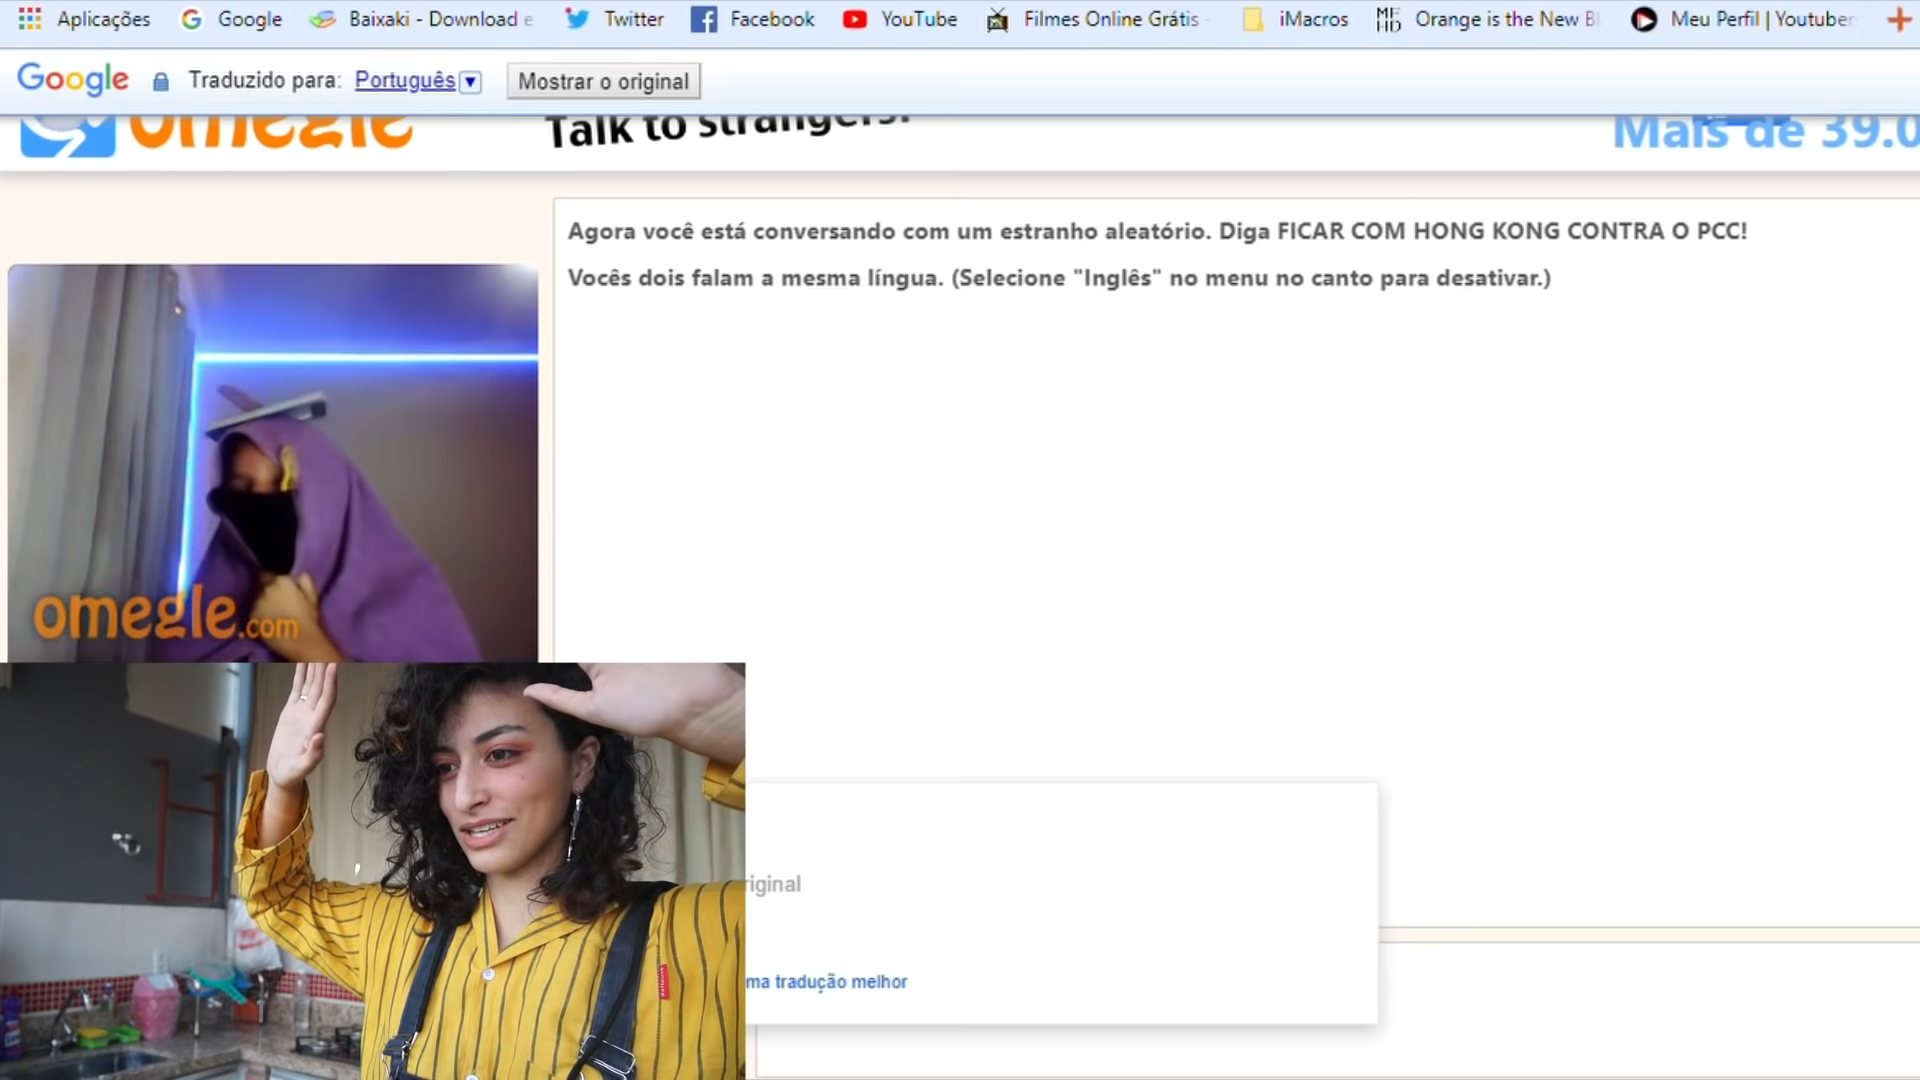 Aplicações Google Baixaki - Download e Twitter Facebook YouTube Filmes Online Grátis - iMacros Orange is the New Bl Meu Perfil | Youtuber
Google Traduzido para: Português Mostrar o original
omegle Talk to strangers! Mais de 39.0
Agora você está conversando com um estranho aleatório. Diga FICAR COM HONG KONG CONTRA O PCC!
Vocês dois falam a mesma língua. (Selecione "Inglês" no menu no canto para desativar.)
omegle.com
riginal
ma tradução melhor